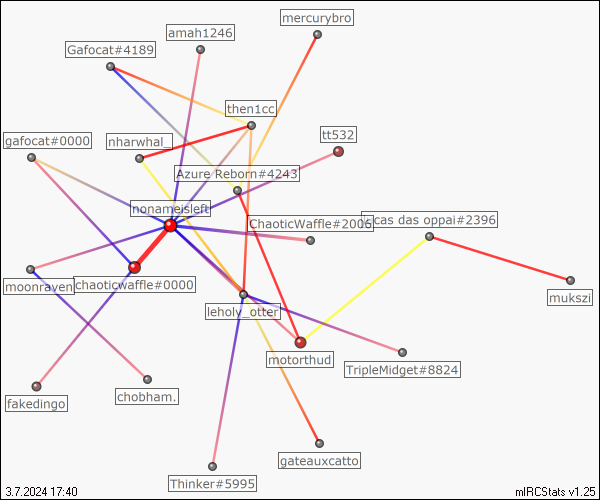 mercurybro
amah1246
Gafocat#4189
then1cc
tt532
gafocat#0000
nharwhal_
Azure Reborn#4243
nonameisleft
ChaoticWaffle#2006
cas das oppai#2396
moonraven
chaoticwaffle#0000
mukszi
leholy_otter
motorthud
TripleMidget#8824
fakedingo
chobham.
gateauxcatto
Thinker#5995
3.7.2024 17:40
mIRCStats v1.25